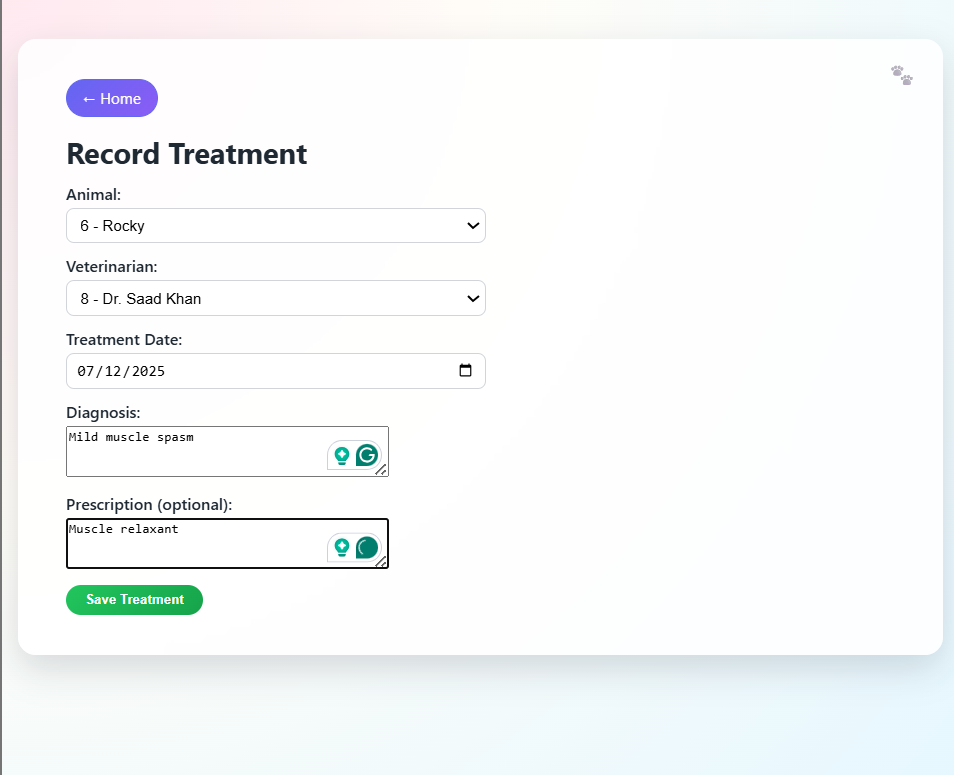 ← Home
Record Treatment
Animal:
6 - Rocky
Veterinarian:
8 - Dr. Saad Khan
Treatment Date:
07/12/2025
Diagnosis:
Mild muscle spasm
Prescription (optional):
Muscle relaxant
Save Treatment